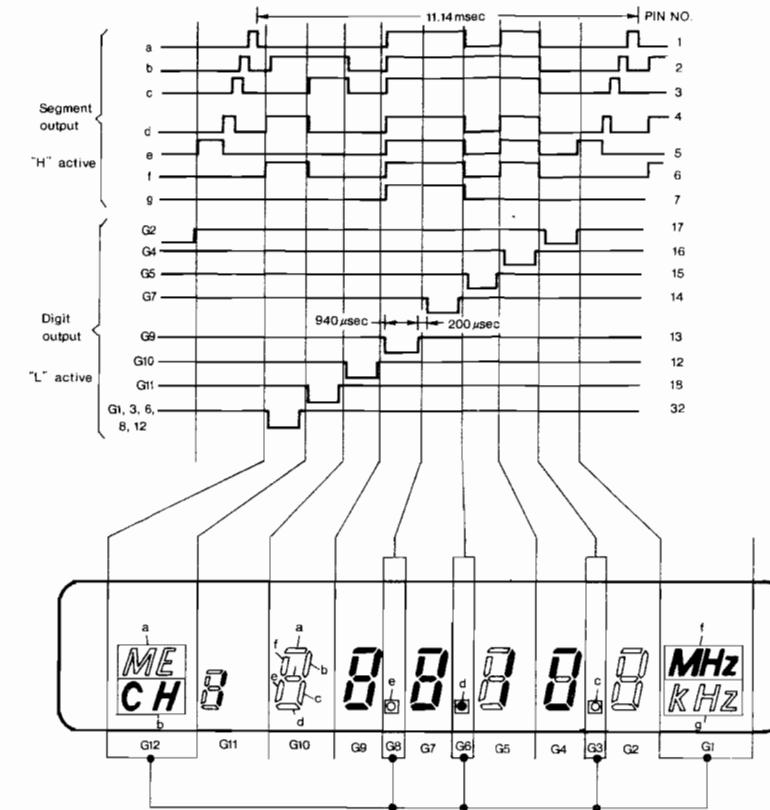 11.14 msec PIN NO.
a 1
b 2
c 3
Segment
output
d 4
e 5
"H" active
f 6
g 7
G2 17
G4 16
G5 15
G7 14
Digit
output
940 μsec 200 μsec
G9 13
G10 12
"L" active
G11 18
G1, 3, 6, 32
8, 12
a a f
f
ME b MHz
e e d c
CH c kHz
b d g
G12 G11 G10 G9 G8 G7 G6 G5 G4 G3 G2 G1